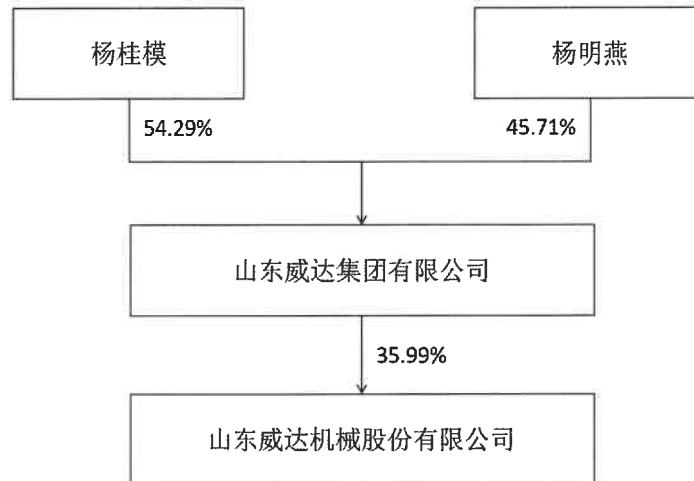 杨桂模
杨明燕
54.29%
45.71%
山东威达集团有限公司
35.99%
山东威达机械股份有限公司